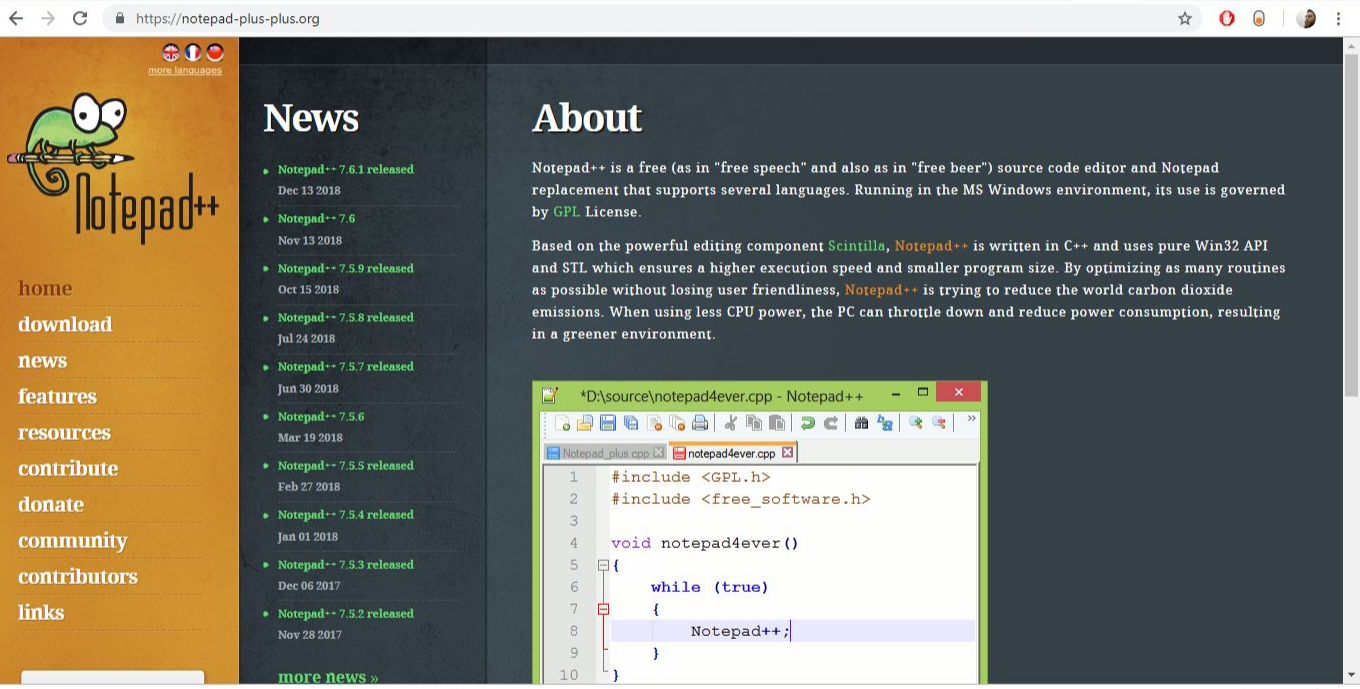 https://notepad-plus-plus.org
more languages
Notepad++
home
download
news
features
resources
contribute
donate
community
contributors
links
News
Notepad++ 7.6.1 released
Dec 13 2018
Notepad++ 7.6
Nov 13 2018
Notepad++ 7.5.9 released
Oct 15 2018
Notepad++ 7.5.8 released
Jul 24 2018
Notepad++ 7.5.7 released
Jun 30 2018
Notepad++ 7.5.6
Mar 19 2018
Notepad++ 7.5.5 released
Feb 27 2018
Notepad++ 7.5.4 released
Jan 01 2018
Notepad++ 7.5.3 released
Dec 06 2017
Notepad++ 7.5.2 released
Nov 28 2017
more news »
About
Notepad++ is a free (as in "free speech" and also as in "free beer") source code editor and Notepad
replacement that supports several languages. Running in the MS Windows environment, its use is governed
by GPL License.
Based on the powerful editing component Scintilla, Notepad++ is written in C++ and uses pure Win32 API
and STL which ensures a higher execution speed and smaller program size. By optimizing as many routines
as possible without losing user friendliness, Notepad++ is trying to reduce the world carbon dioxide
emissions. When using less CPU power, the PC can throttle down and reduce power consumption, resulting
in a greener environment.
*D:\source\notepad4ever.cpp - Notepad++
Notepad_plus.cpp notepad4ever.cpp
1 #include <GPL.h>
2 #include <free_software.h>
3
4 void notepad4ever()
5 {
6 while (true)
7 {
8 Notepad++;
9 }
10 }